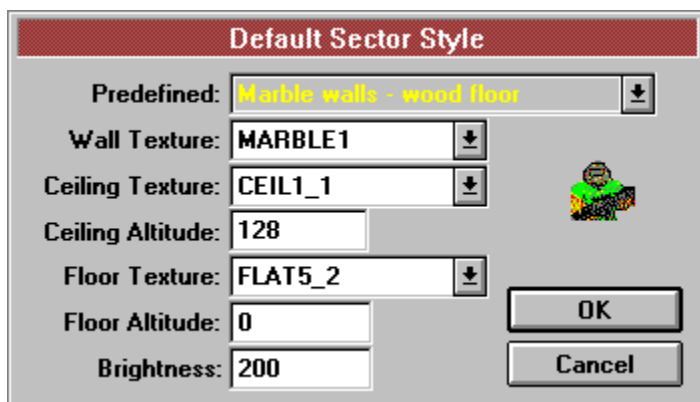 Default Sector Style
Predefined: Marble walls - wood floor
Wall Texture: MARBLE1
Ceiling Texture: CEIL1_1
Ceiling Altitude: 128
Floor Texture: FLAT5_2
Floor Altitude: 0
OK
Brightness: 200
Cancel